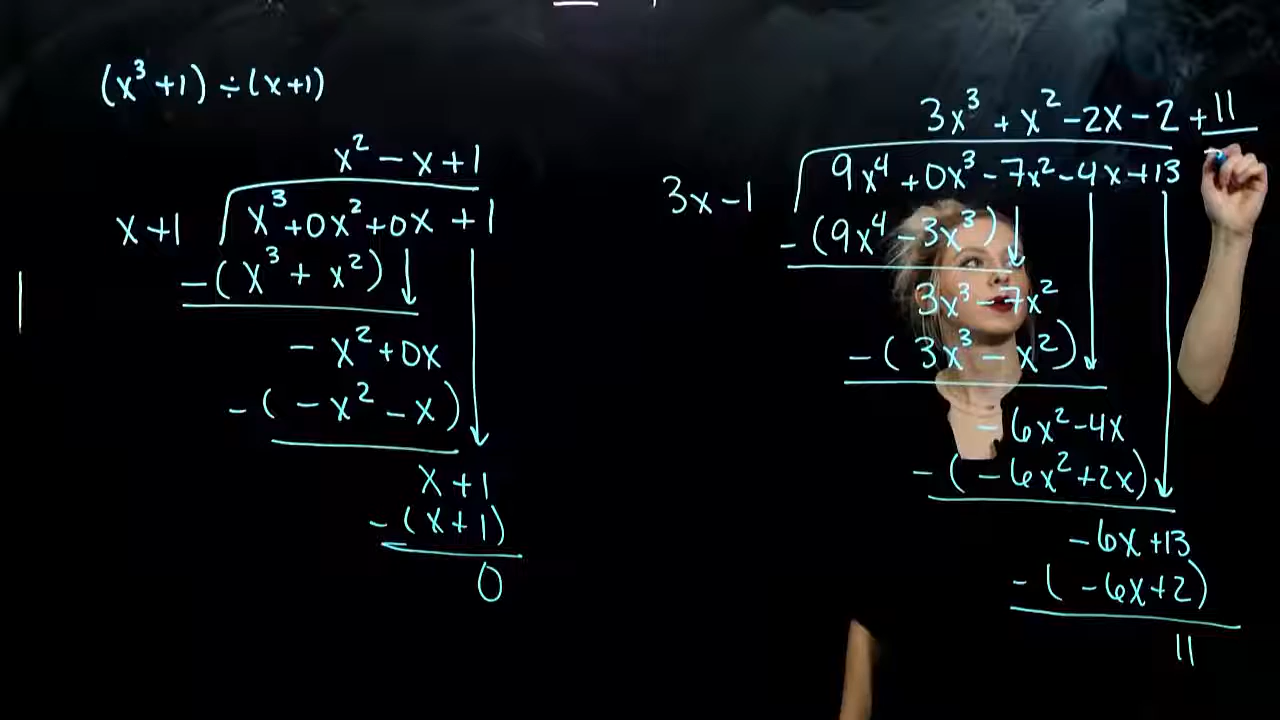 (x³+1) ÷ (x+1)
x² - x + 1
x+1
x³+0x²+0x+1
-(x³ + x²)
- x²+0x
-( -x² - x)
x+1
-(x+1)
0
3x³ + x² - 2x - 2 + 11
3x-1
9x⁴+0x³-7x²-4x+13
-(9x⁴-3x³)
3x³-7x²
-(3x³-x²)
-6x²-4x
-(-6x²+2x)
-6x+13
-(-6x+2)
11